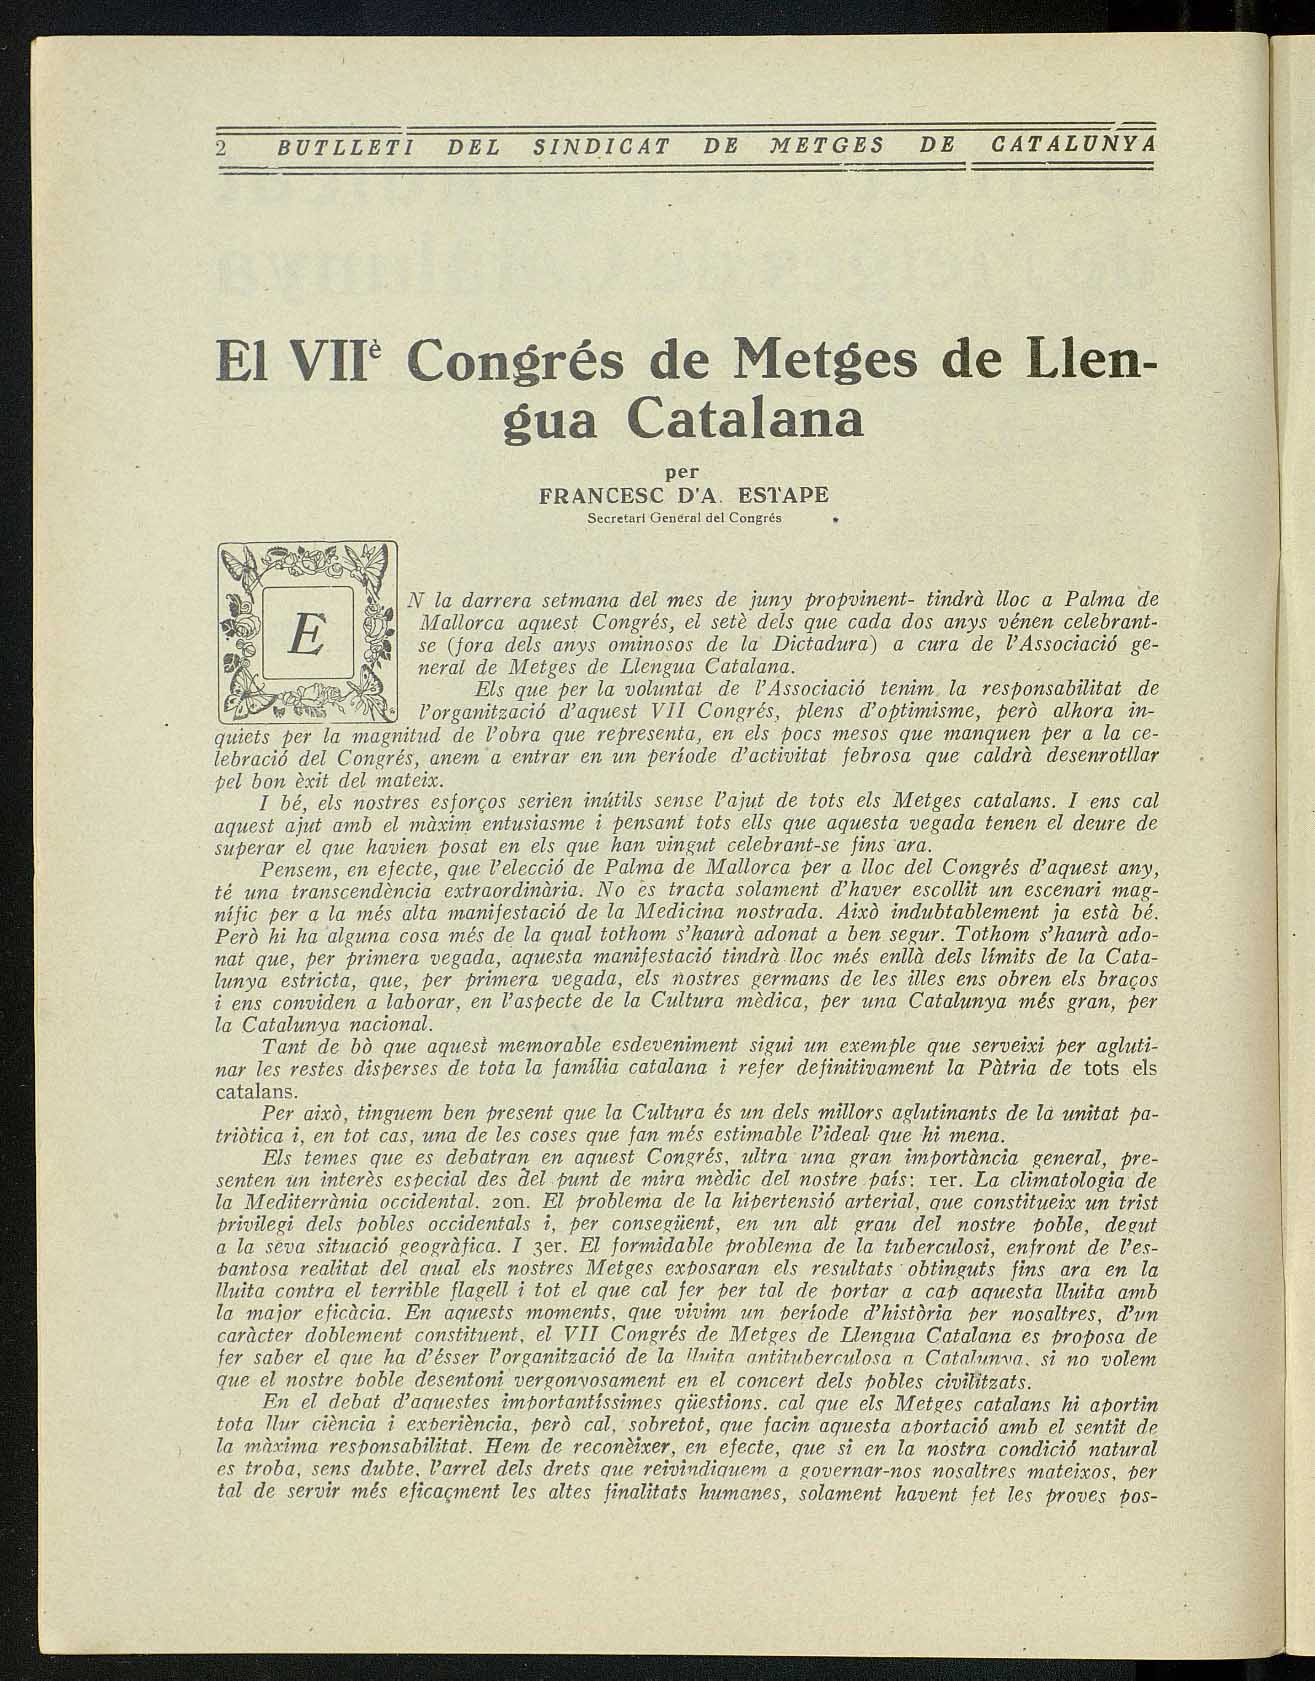 2 BUTLLETI DEL SINDICAT DE METGES DE CATALUNYA
El VIIè Congrés de Metges de Llen-
gua Catalana
per
FRANCESC D'A. ESTAPE
Secretari General del Congrés
EN la darrera setmana del mes de juny propvinent- tindrà lloc a Palma de
Mallorca aquest Congrés, el setè dels que cada dos anys vénen celebrant-
se (fora dels anys ominosos de la Dictadura) a cura de l'Associació ge-
neral de Metges de Llengua Catalana.
Els que per la voluntat de l'Associació tenim la responsabilitat de
l'organització d'aquest VII Congrés, plens d'optimisme, però alhora in-
quiets per la magnitud de l'obra que representa, en els pocs mesos que manquen per a la ce-
lebració del Congrés, anem a entrar en un període d'activitat febrosa que caldrà desenrotllar
pel bon èxit del mateix.
I bé, els nostres esforços serien inútils sense l'ajut de tots els Metges catalans. I ens cal
aquest ajut amb el màxim entusiasme i pensant tots ells que aquesta vegada tenen el deure de
superar el que havien posat en els que han vingut celebrant-se fins ara.
Pensem, en efecte, que l'elecció de Palma de Mallorca per a lloc del Congrés d'aquest any,
té una transcendència extraordinària. No es tracta solament d'haver escollit un escenari mag-
nífic per a la més alta manifestació de la Medicina nostrada. Això indubtablement ja està bé.
Però hi ha alguna cosa més de la qual tothom s'haurà adonat a ben segur. Tothom s'haurà ado-
nat que, per primera vegada, aquesta manifestació tindrà lloc més enllà dels límits de la Cata-
lunya estricta, que, per primera vegada, els nostres germans de les illes ens obren els braços
i ens conviden a laborar, en l'aspecte de la Cultura mèdica, per una Catalunya més gran, per
la Catalunya nacional.
Tant de bò que aquest memorable esdeveniment sigui un exemple que serveixi per agluti-
nar les restes disperses de tota la família catalana i refer definitivament la Pàtria de tots els
catalans.
Per això, tinguem ben present que la Cultura és un dels millors aglutinants de la unitat pa-
triòtica i, en tot cas, una de les coses que fan més estimable l'ideal que hi mena.
Els temes que es debatran en aquest Congrés, ultra una gran importància general, pre-
senten un interès especial des del punt de mira mèdic del nostre país: 1er. La climatologia de
la Mediterrània occidental. 2on. El problema de la hipertensió arterial, que constitueix un trist
privilegi dels pobles occidentals i, per consegüent, en un alt grau del nostre poble, degut
a la seva situació geogràfica. I 3er. El formidable problema de la tuberculosi, enfront de l'es-
pantosa realitat del qual els nostres Metges exposaran els resultats obtinguts fins ara en la
lluita contra el terrible flagell i tot el que cal fer per tal de portar a cap aquesta lluita amb
la major eficàcia. En aquests moments, que vivim un període d'història per nosaltres, d'un
caràcter doblement constituent, el VII Congrés de Metges de Llengua Catalana es proposa de
fer saber el que ha d'ésser l'organització de la lluita antituberculosa a Catalunya, si no volem
que el nostre poble desentoni vergonyosament en el concert dels pobles civilitzats.
En el debat d'aquestes importantíssimes qüestions. cal que els Metges catalans hi aportin
tota llur ciència i experiència, però cal, sobretot, que facin aquesta aportació amb el sentit de
la màxima responsabilitat. Hem de reconèixer, en efecte, que si en la nostra condició natural
es troba, sens dubte, l'arrel dels drets que reivindiquem a governar-nos nosaltres mateixos, per
tal de servir més eficaçment les altes finalitats humanes, solament havent fet les proves pos-